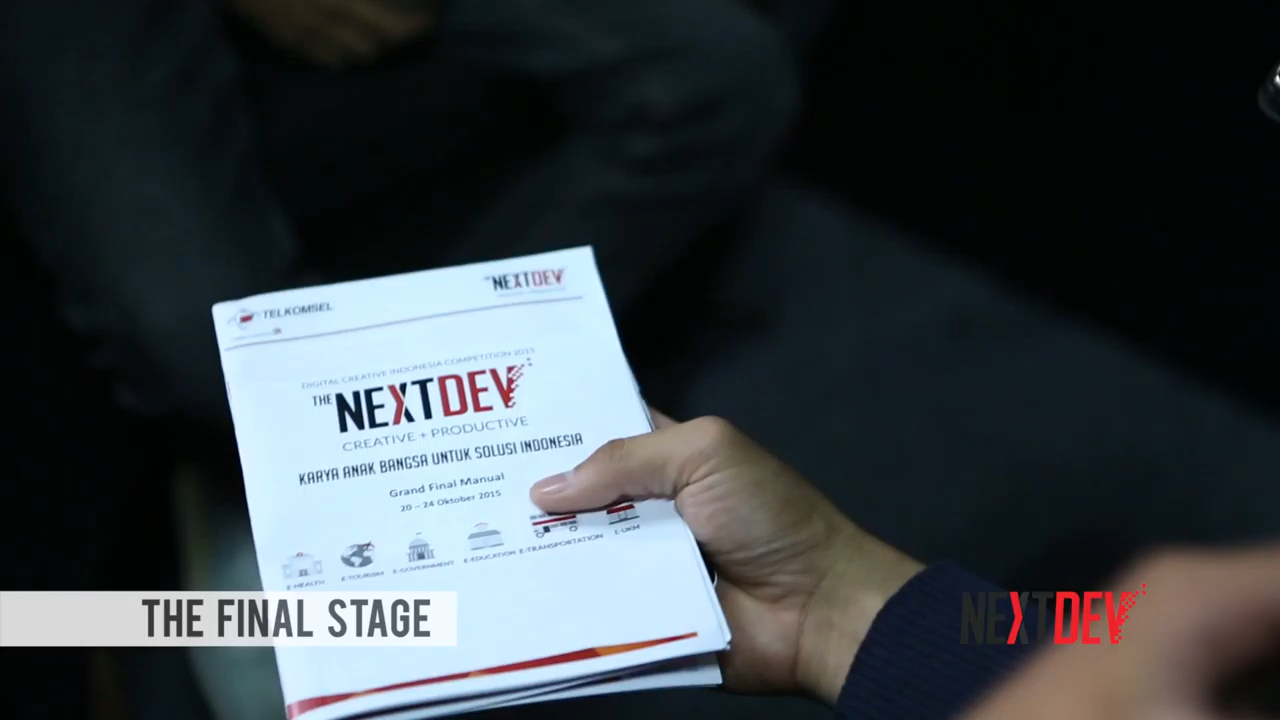 TELKOMSEL
THE NEXTDEV
DIGITAL CREATIVE INDONESIA COMPETITION 2015
THE NEXTDEV
CREATIVE + PRODUCTIVE
KARYA ANAK BANGSA UNTUK SOLUSI INDONESIA
Grand Final Manual
20 – 24 Oktober 2015
E-HEALTH E-TOURISM E-GOVERNMENT E-EDUCATION E-TRANSPORTATION E-UKM
THE FINAL STAGE
NEXTDEV